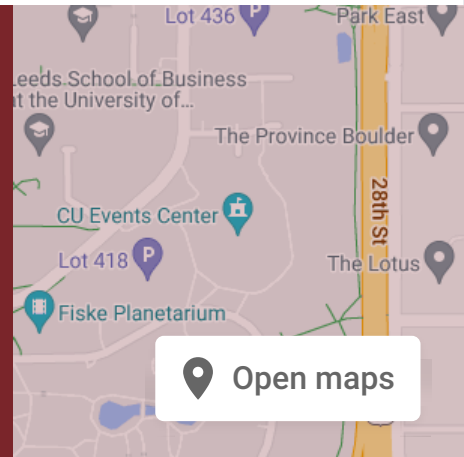 Lot 436
P
Park East
Leeds School of Business
at the University of...
The Province Boulder
28th St
CU Events Center
Lot 418
P
The Lotus
Fiske Planetarium
Open maps